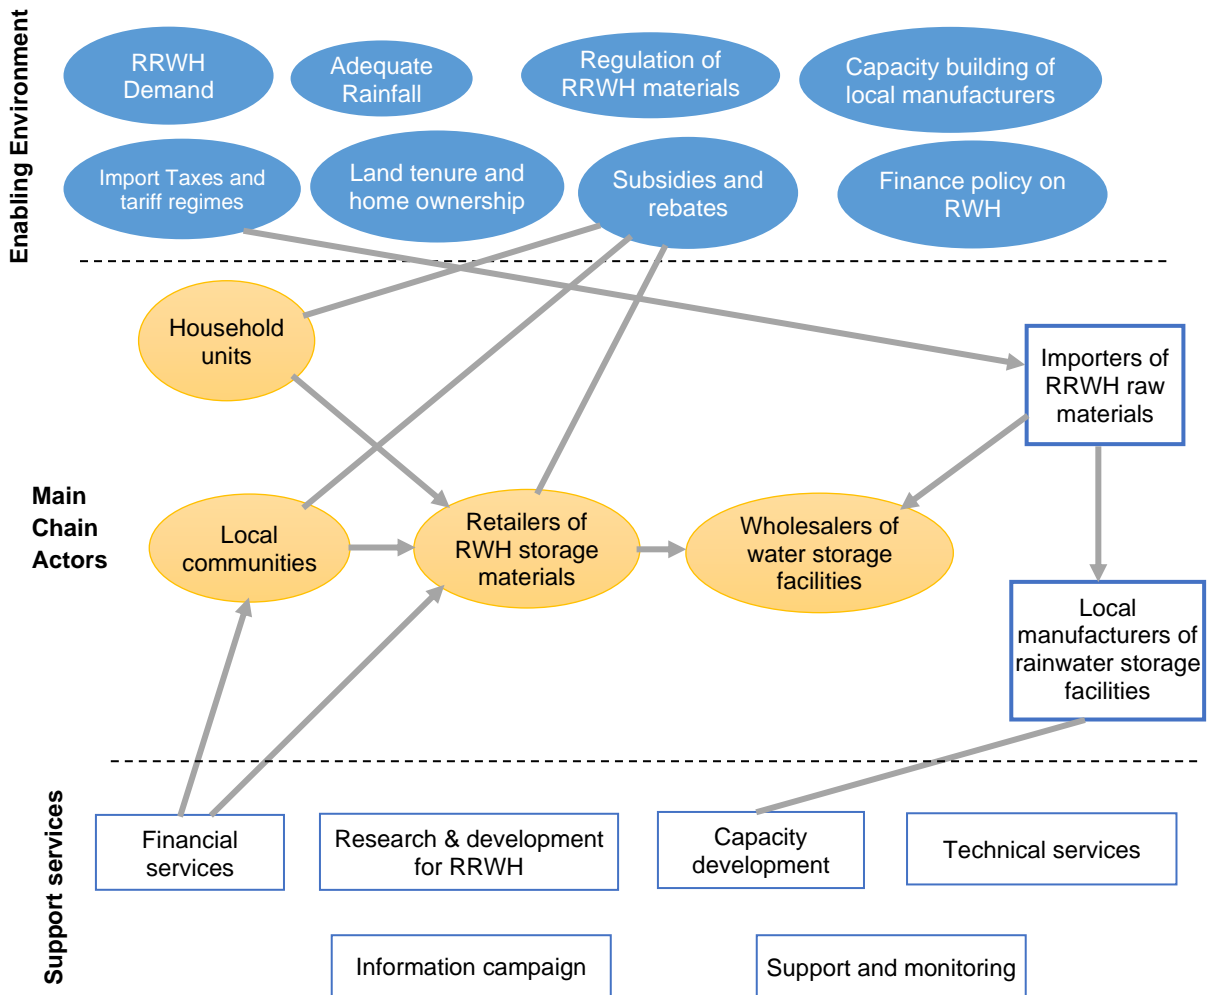 Enabling Environment
RRWH
Demand
Adequate
Rainfall
Regulation of
RRWH materials
Capacity building of
local manufacturers
Import Taxes and
tariff regimes
Land tenure and
home ownership
Subsidies and
rebates
Finance policy on
RWH
Main
Chain
Actors
Household
units
Importers of
RRWH raw
materials
Local
communities
Retailers of
RWH storage
materials
Wholesalers of
water storage
facilities
Local
manufacturers of
rainwater storage
facilities
Support services
Financial
services
Research & development
for RRWH
Capacity
development
Technical services
Information campaign
Support and monitoring